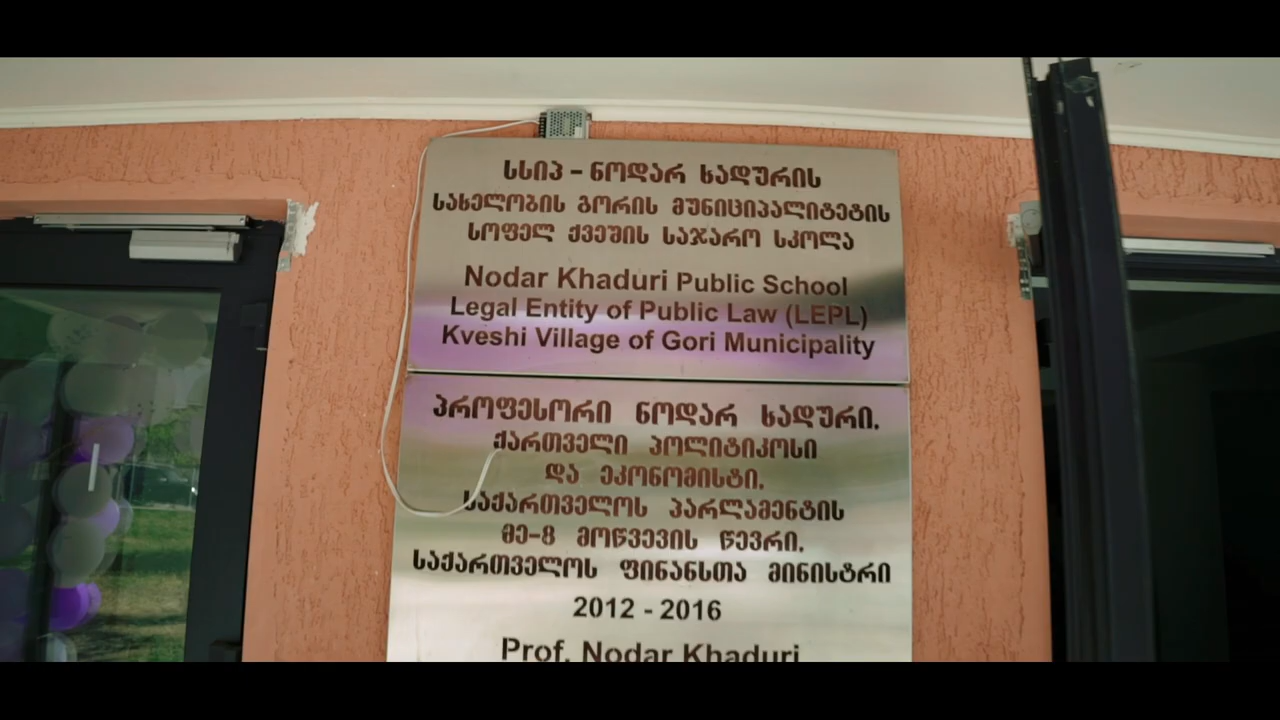 სსიპ - ნოდარ ხადურის
სახელობის გორის მუნიციპალიტეტის
სოფელ ქვეშის საჯარო სკოლა
Nodar Khaduri Public School
Legal Entity of Public Law (LEPL)
Kveshi Village of Gori Municipality
პროფესორი ნოდარ ხადური.
ქართველი პოლიტიკოსი
და ეკონომისტი.
საქართველოს პარლამენტის
მე-8 მოწვევის წევრი.
საქართველოს ფინანსთა მინისტრი
2012 - 2016
Prof. Nodar Khaduri